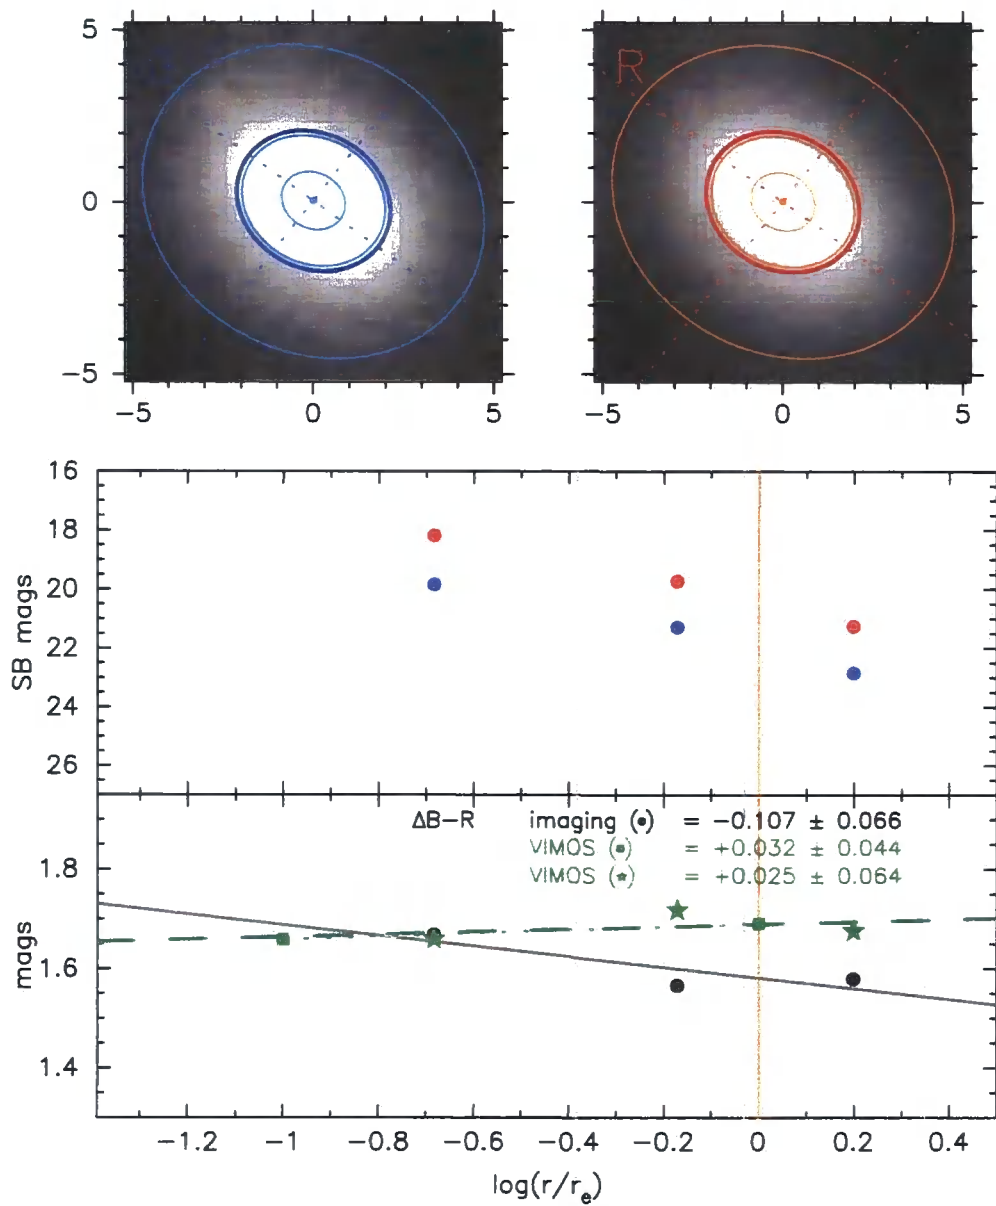 R
5
0
−5
−5 0 5
−5 0 5
16
18
20
22
24
26
SB mags
ΔB−R imaging (•) = −0.107 ± 0.066
VIMOS (▪) = +0.032 ± 0.044
VIMOS (★) = +0.025 ± 0.064
1.8
1.6
1.4
mags
−1.2 −1 −0.8 −0.6 −0.4 −0.2 0 0.2 0.4
log(r/rₑ)